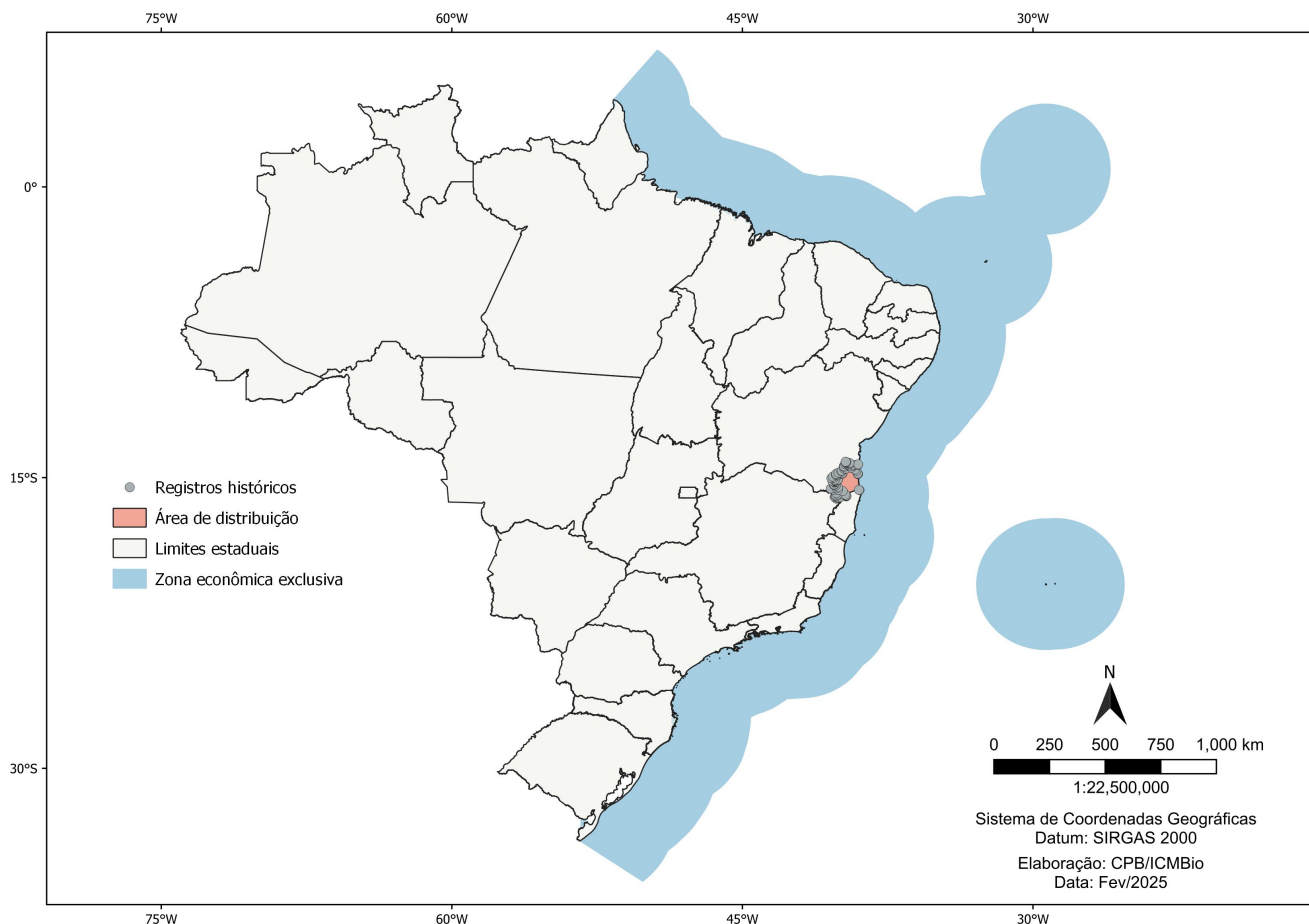 75°W 60°W 45°W 30°W
0°
15°S
30°S
Registros históricos
Área de distribuição
Limites estaduais
Zona econômica exclusiva
N
0 250 500 750 1,000 km
1:22,500,000
Sistema de Coordenadas Geográficas
Datum: SIRGAS 2000
Elaboração: CPB/ICMBio
Data: Fev/2025
75°W 60°W 45°W 30°W